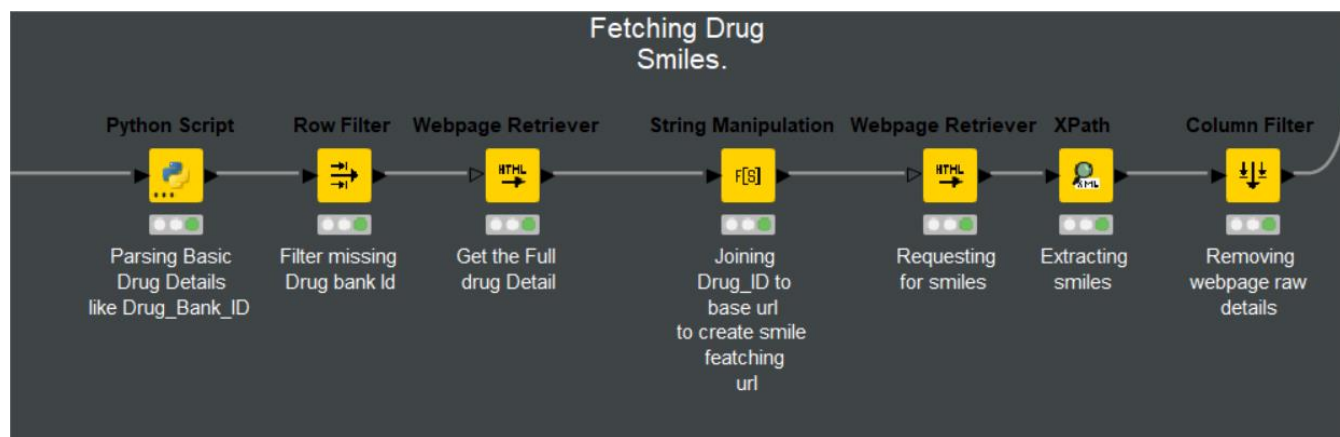 Fetching Drug
Smiles.
Python Script
Row Filter
Webpage Retriever
String Manipulation
Webpage Retriever
XPath
Column Filter
HTML
F[S]
HTML
XML
Parsing Basic
Drug Details
like Drug_Bank_ID
Filter missing
Drug bank Id
Get the Full
drug Detail
Joining
Drug_ID to
base url
to create smile
featching
url
Requesting
for smiles
Extracting
smiles
Removing
webpage raw
details